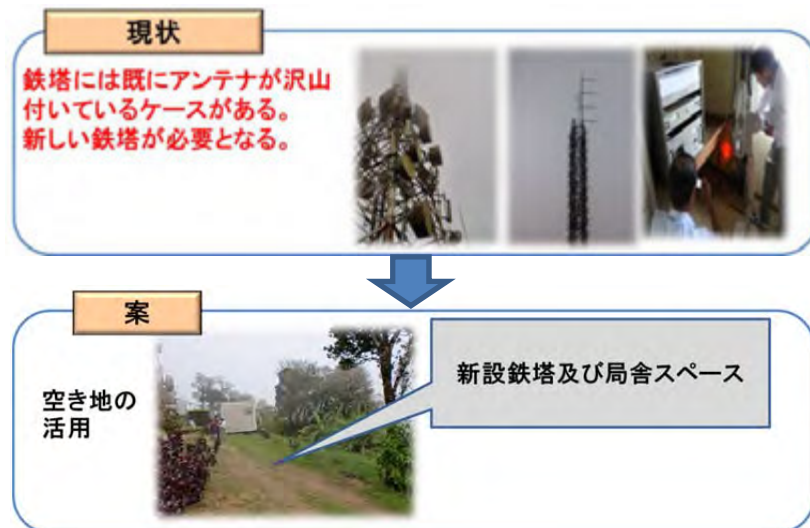 現状
鉄塔には既にアンテナが沢山
付いているケースがある。
新しい鉄塔が必要となる。
案
空き地の
活用
新設鉄塔及び局舎スペース